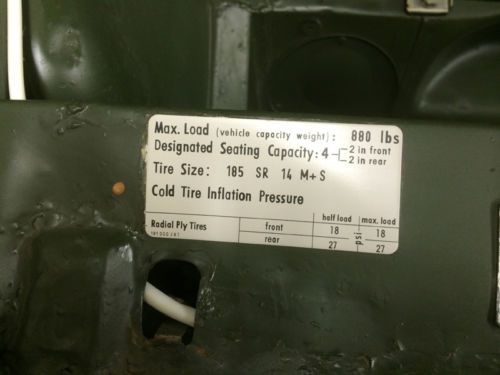 Max. Load (vehicle capacity weight): 880 lbs
Designated Seating Capacity: 4 2 in front
2 in rear
Tire Size: 185 SR 14 M+S
Cold Tire Inflation Pressure
half load max. load
Radial Ply Tires front 18 psi 18
rear 27 27